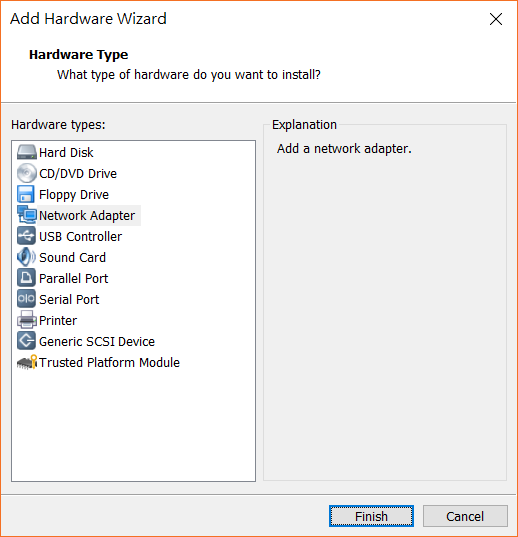 Add Hardware Wizard
Hardware Type
What type of hardware do you want to install?
Hardware types:
Hard Disk
CD/DVD Drive
Floppy Drive
Network Adapter
USB Controller
Sound Card
Parallel Port
Serial Port
Printer
Generic SCSI Device
Trusted Platform Module
Explanation
Add a network adapter.
Finish
Cancel